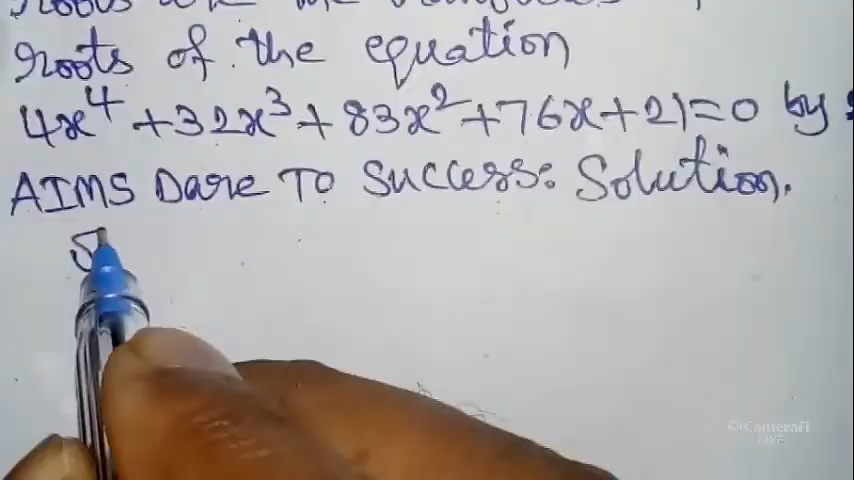 roots of the equation
4x⁴ + 32x³ + 83x² + 76x + 21 = 0 by
AIMS Dare To Success: Solution.
S